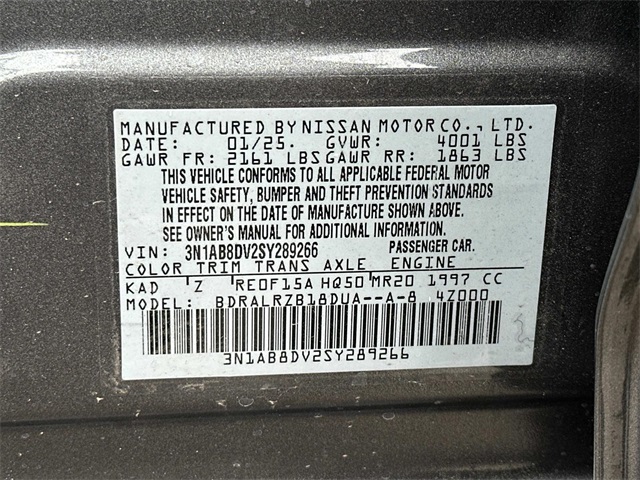 MANUFACTURED BY NISSAN MOTOR CO., LTD.
DATE: 01/25. GVWR: 4001 LBS
GAWR FR: 2161 LBS GAWR RR: 1863 LBS
THIS VEHICLE CONFORMS TO ALL APPLICABLE FEDERAL MOTOR
VEHICLE SAFETY, BUMPER AND THEFT PREVENTION STANDARDS
IN EFFECT ON THE DATE OF MANUFACTURE SHOWN ABOVE.
SEE OWNER'S MANUAL FOR ADDITIONAL INFORMATION.
VIN: 3N1AB8DV2SY289266 PASSENGER CAR.
COLOR TRIM TRANS AXLE ENGINE
KAD Z RE0F15A HQ50 MR20 1997 CC
MODEL: BDRALRZB18DUA--A-8 4Z000
3N1AB8DV2SY289266